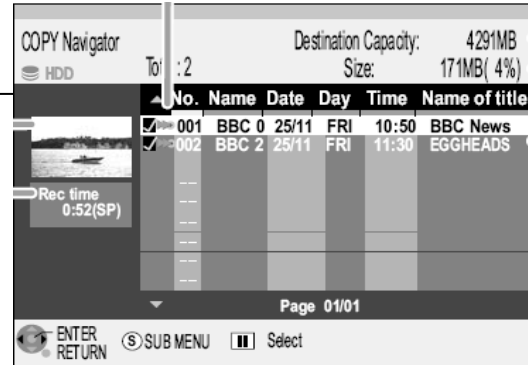 COPY Navigator
HDD
Destination Capacity: 4291MB
Size: 171MB( 4%)
: 2
No. Name Date Day Time Name of title
001 BBC 0 25/11 FRI 10:50 BBC News
002 BBC 2 25/11 FRI 11:30 EGGHEADS
Rec time
0:52(SP)
--
--
--
--
--
Page 01/01
ENTER
RETURN
S SUB MENU
Select